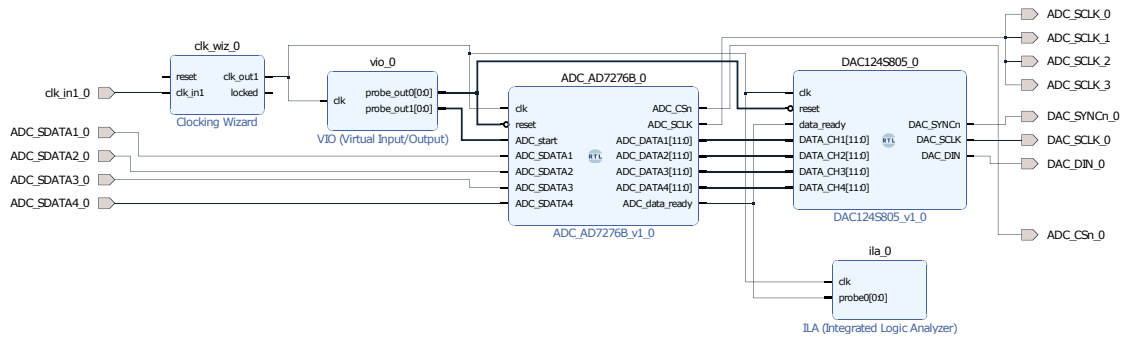 clk_wiz_0
reset
clk_in1
clk_out1
locked
Clocking Wizard
clk_in1_0
ADC_SDATA1_0
ADC_SDATA2_0
ADC_SDATA3_0
ADC_SDATA4_0
vio_0
clk
probe_out0[0:0]
probe_out1[0:0]
VIO (Virtual Input/Output)
ADC_AD7276B_0
clk
reset
ADC_start
ADC_SDATA1
ADC_SDATA2
ADC_SDATA3
ADC_SDATA4
RTL
ADC_CSn
ADC_SCLK
ADC_DATA1[11:0]
ADC_DATA2[11:0]
ADC_DATA3[11:0]
ADC_DATA4[11:0]
ADC_data_ready
ADC_AD7276B_v1_0
DAC124S805_0
clk
reset
data_ready
DATA_CH1[11:0]
DATA_CH2[11:0]
DATA_CH3[11:0]
DATA_CH4[11:0]
RTL
DAC_SYNCn
DAC_SCLK
DAC_DIN
DAC124S805_v1_0
ila_0
clk
probe0[0:0]
ILA (Integrated Logic Analyzer)
ADC_SCLK_0
ADC_SCLK_1
ADC_SCLK_2
ADC_SCLK_3
DAC_SYNCn_0
DAC_SCLK_0
DAC_DIN_0
ADC_CSn_0